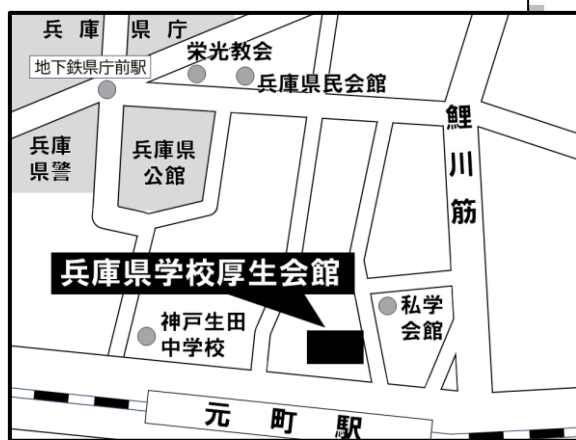 兵庫県庁
栄光教会
地下鉄県庁前駅
兵庫県民会館
兵庫
県警
兵庫県
公館
鯉川筋
兵庫県学校厚生会館
私学
会館
神戸生田
中学校
元町駅